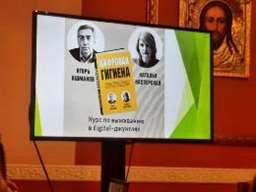 ЦИФРОВАЯ
ГИГИЕНА
ИГОРЬ
АШМАНОВ
НАТАЛЬЯ
КАСПЕРСКАЯ
Курс по выживанию
в digital-джунглях